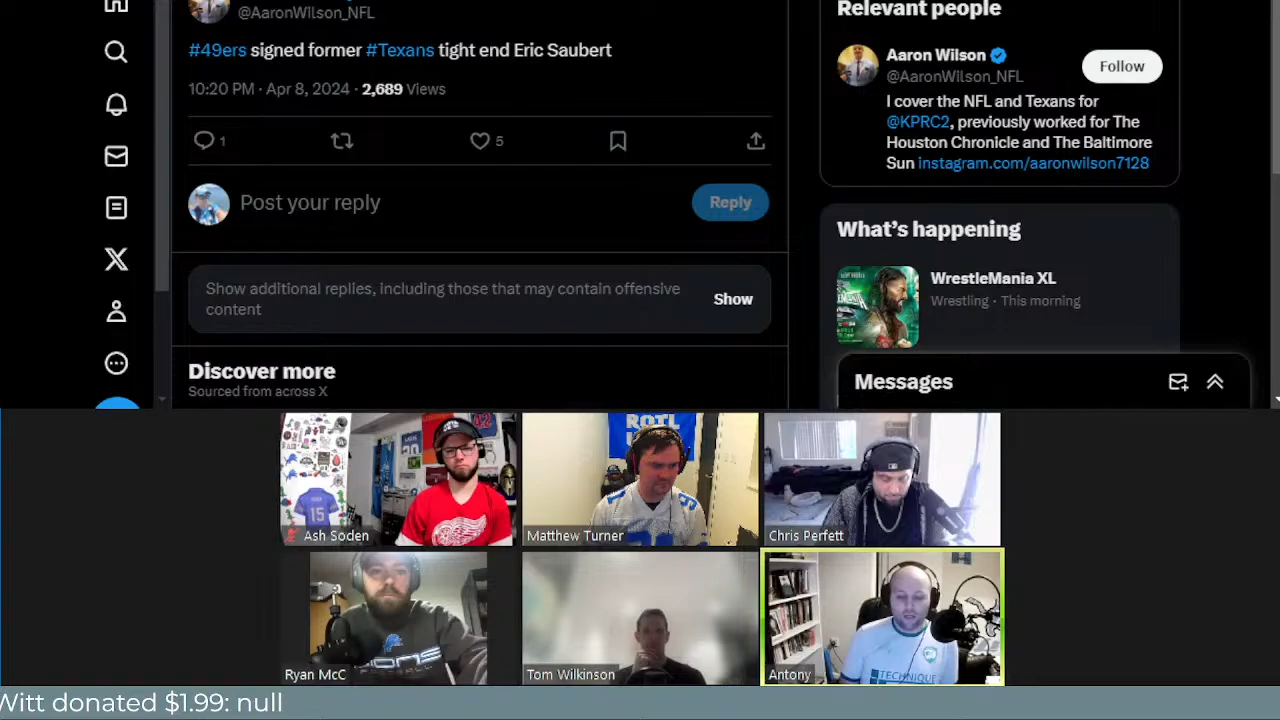 @AaronWilson_NFL
#49ers signed former #Texans tight end Eric Saubert
10:20 PM · Apr 8, 2024 · 2,689 Views
1
5
Post your reply
Reply
Show additional replies, including those that may contain offensive
content
Show
Discover more
Sourced from across X
Relevant people
Aaron Wilson
@AaronWilson_NFL
Follow
I cover the NFL and Texans for
@KPRC2, previously worked for The
Houston Chronicle and The Baltimore
Sun instagram.com/aaronwilson7128
What's happening
WrestleMania XL
Wrestling · This morning
Messages
15
42
ROTL
Ash Soden
Matthew Turner
Chris Perfett
Ryan McC
Tom Wilkinson
TECHNIQUE
Antony
Witt donated $1.99: null